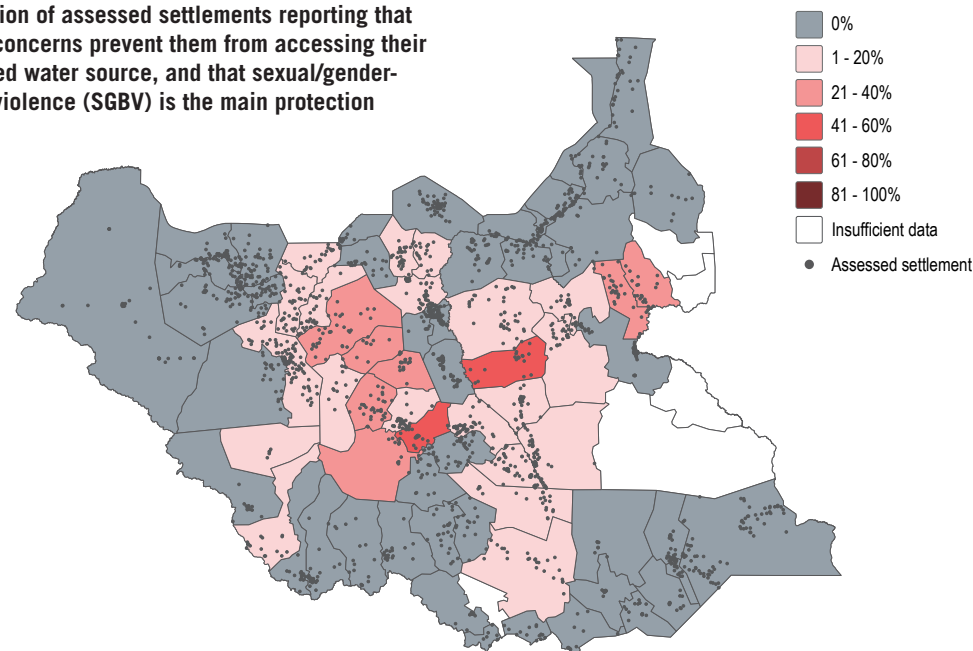 ion of assessed settlements reporting that
concerns prevent them from accessing their
ed water source, and that sexual/gender-
violence (SGBV) is the main protection
0%
1 - 20%
21 - 40%
41 - 60%
61 - 80%
81 - 100%
Insufficient data
Assessed settlement